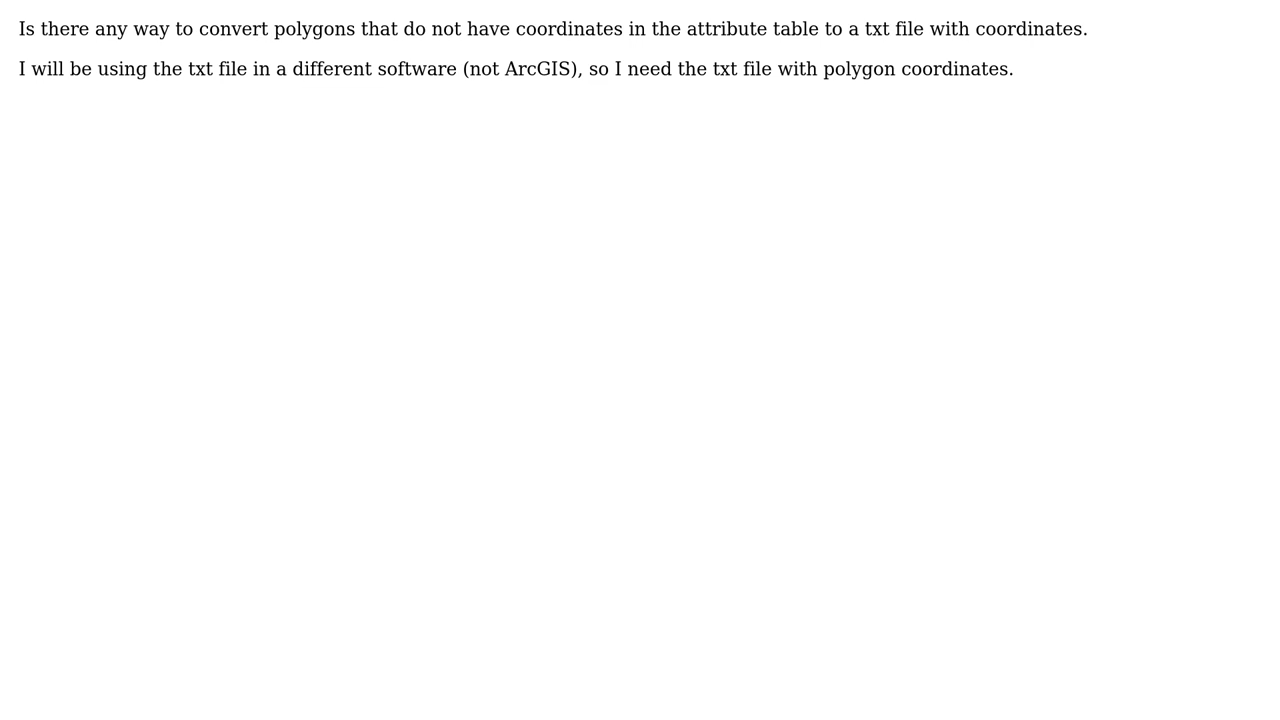 Is there any way to convert polygons that do not have coordinates in the attribute table to a txt file with coordinates.
I will be using the txt file in a different software (not ArcGIS), so I need the txt file with polygon coordinates.